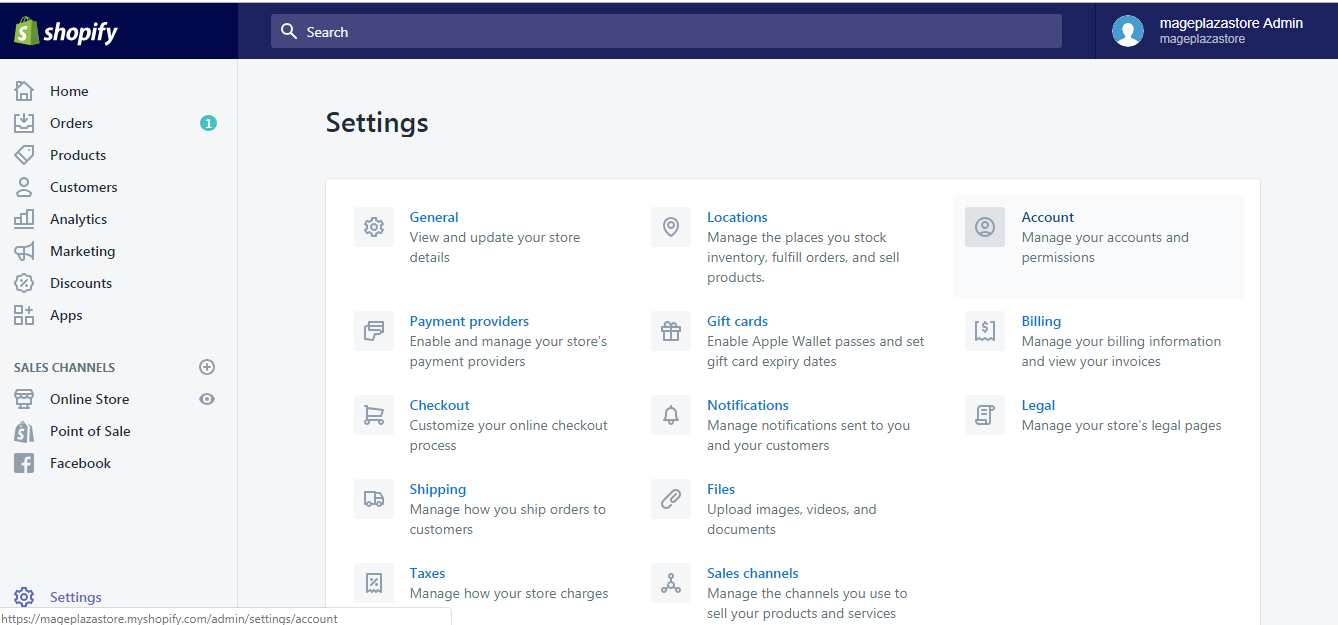 shopify
Search
mageplazastore Admin
mageplazastore
Home
Orders
1
Products
Customers
Analytics
Marketing
Discounts
Apps
SALES CHANNELS
Online Store
Point of Sale
Facebook
Settings
https://mageplazastore.myshopify.com/admin/settings/account
Settings
General
View and update your store
details
Locations
Manage the places you stock
inventory, fulfill orders, and sell
products.
Account
Manage your accounts and
permissions
Payment providers
Enable and manage your store's
payment providers
Gift cards
Enable Apple Wallet passes and set
gift card expiry dates
Billing
Manage your billing information
and view your invoices
Checkout
Customize your online checkout
process
Notifications
Manage notifications sent to you
and your customers
Legal
Manage your store's legal pages
Shipping
Manage how you ship orders to
customers
Files
Upload images, videos, and
documents
Taxes
Manage how your store charges
Sales channels
Manage the channels you use to
sell your products and services